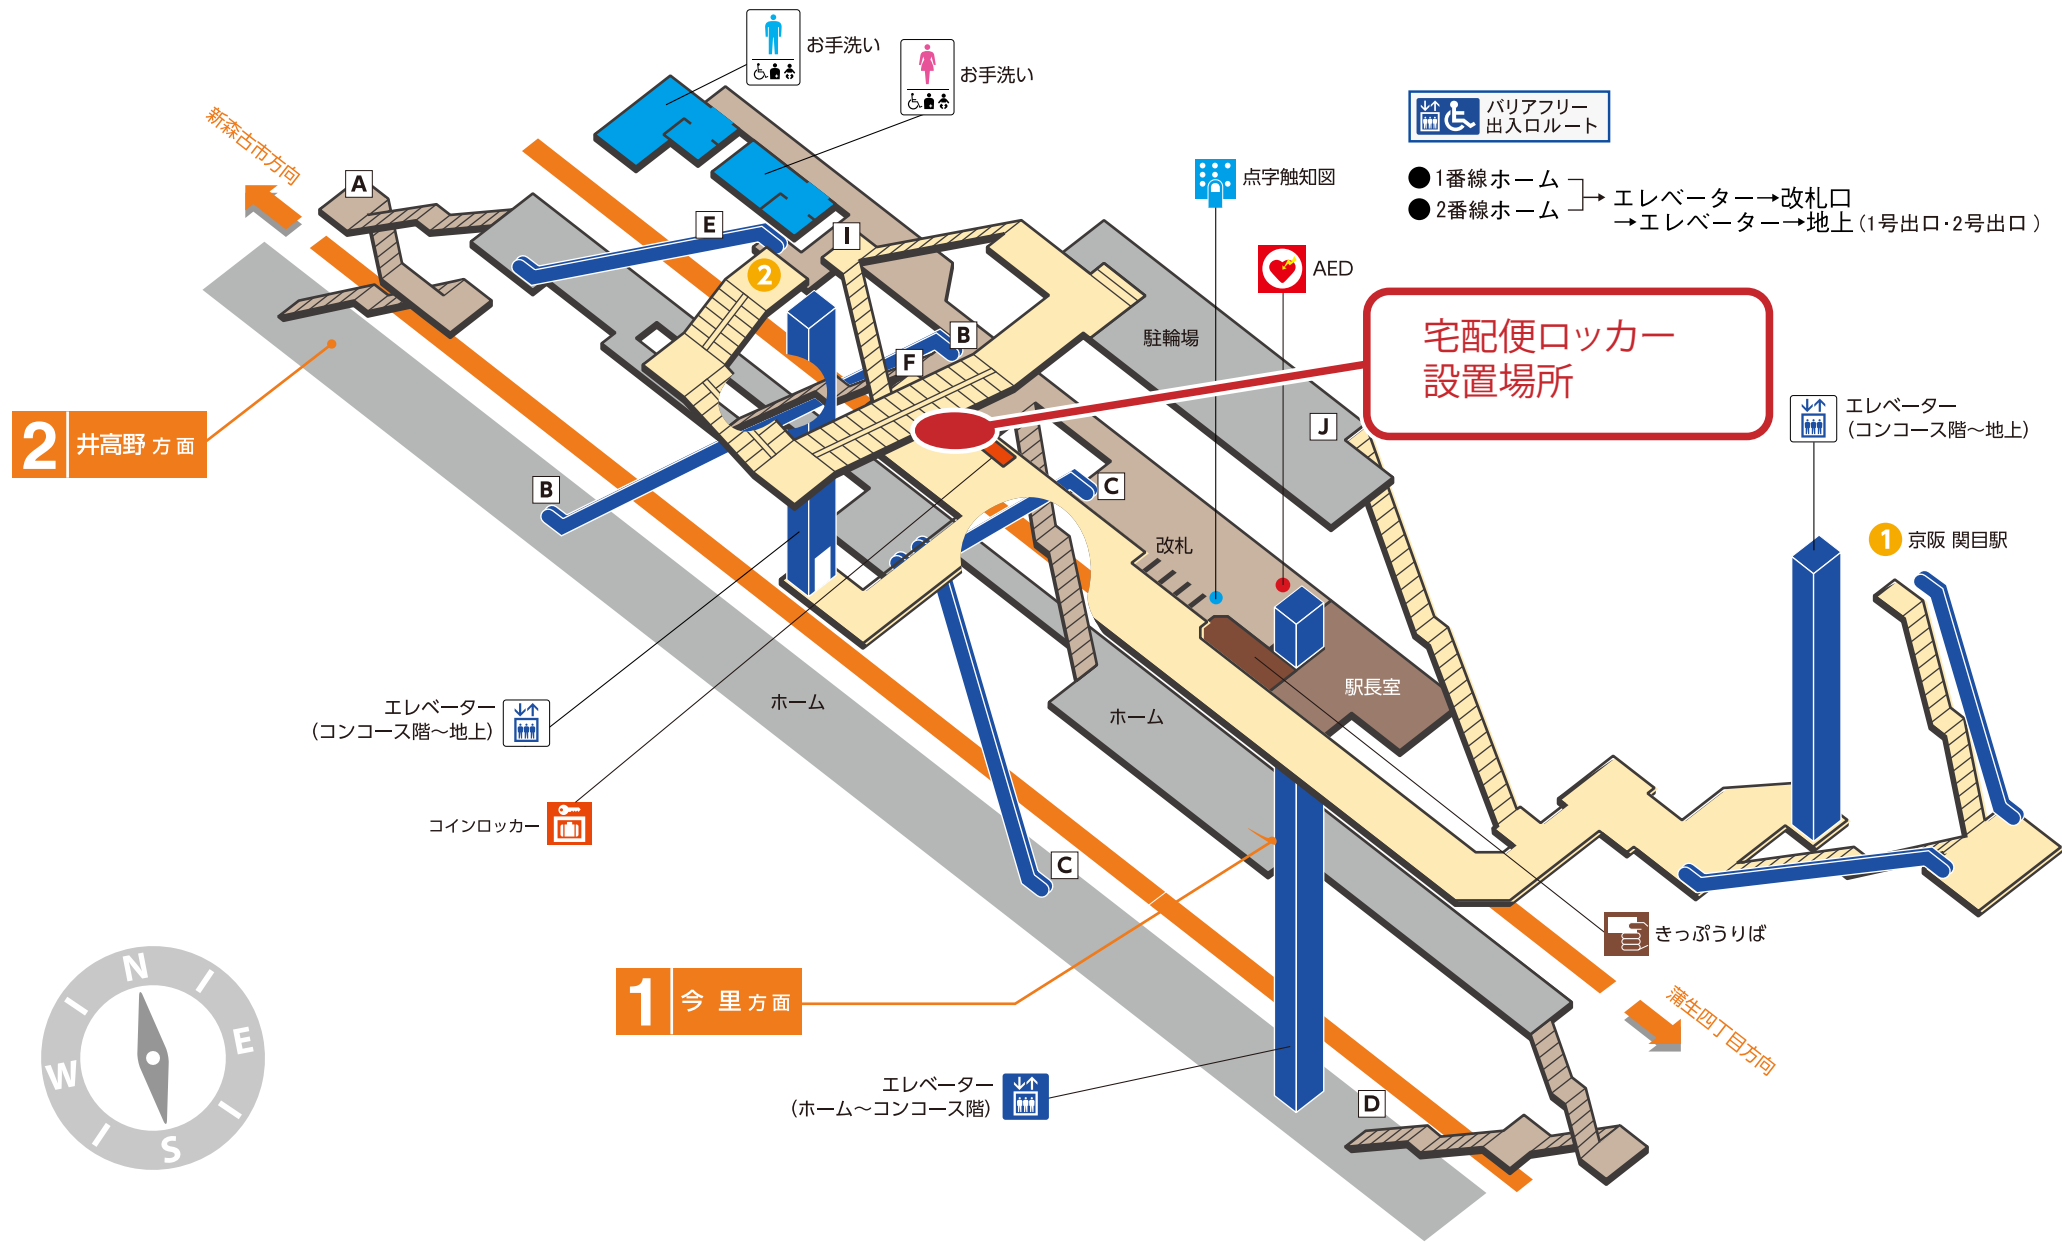 お手洗い
お手洗い
新森古市方向
A
E
I
2
B
F
点字触知図
AED
バリアフリー
出入口ルート
●1番線ホーム
●2番線ホーム
エレベーター→改札口
→エレベーター→地上(1号出口・2号出口)
駐輪場
宅配便ロッカー
設置場所
J
エレベーター
(コンコース階〜地上)
2 井高野方面
B
C
改札
1 京阪 関目駅
駅長室
ホーム
ホーム
エレベーター
(コンコース階〜地上)
コインロッカー
C
きっぷうりば
1 今里方面
蒲生四丁目方向
エレベーター
(ホーム〜コンコース階)
D
N
E
W
S